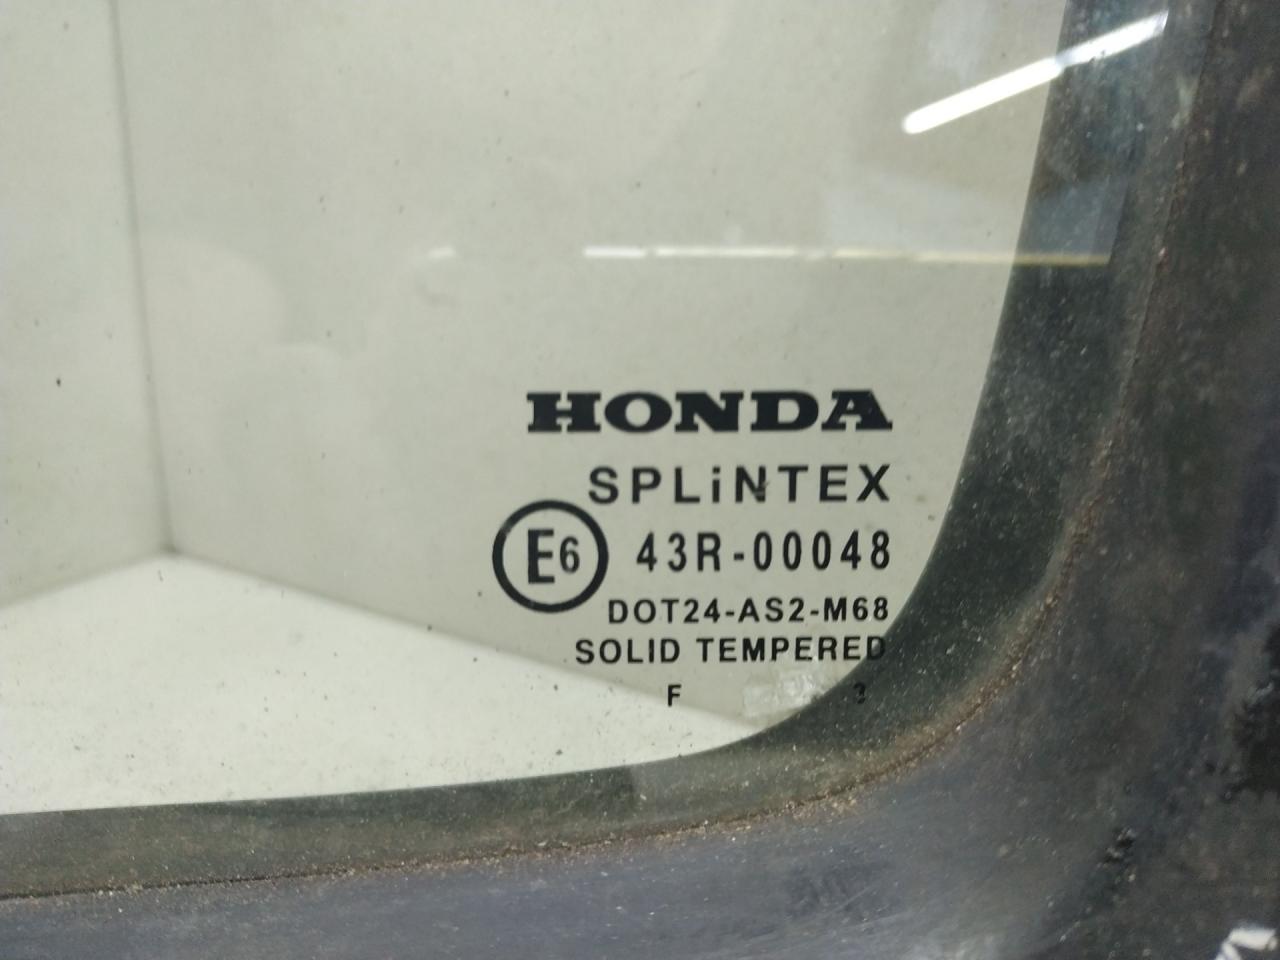 HONDA
SPLiNTEX
E6 43R-00048
DOT24-AS2-M68
SOLID TEMPERED
F 3